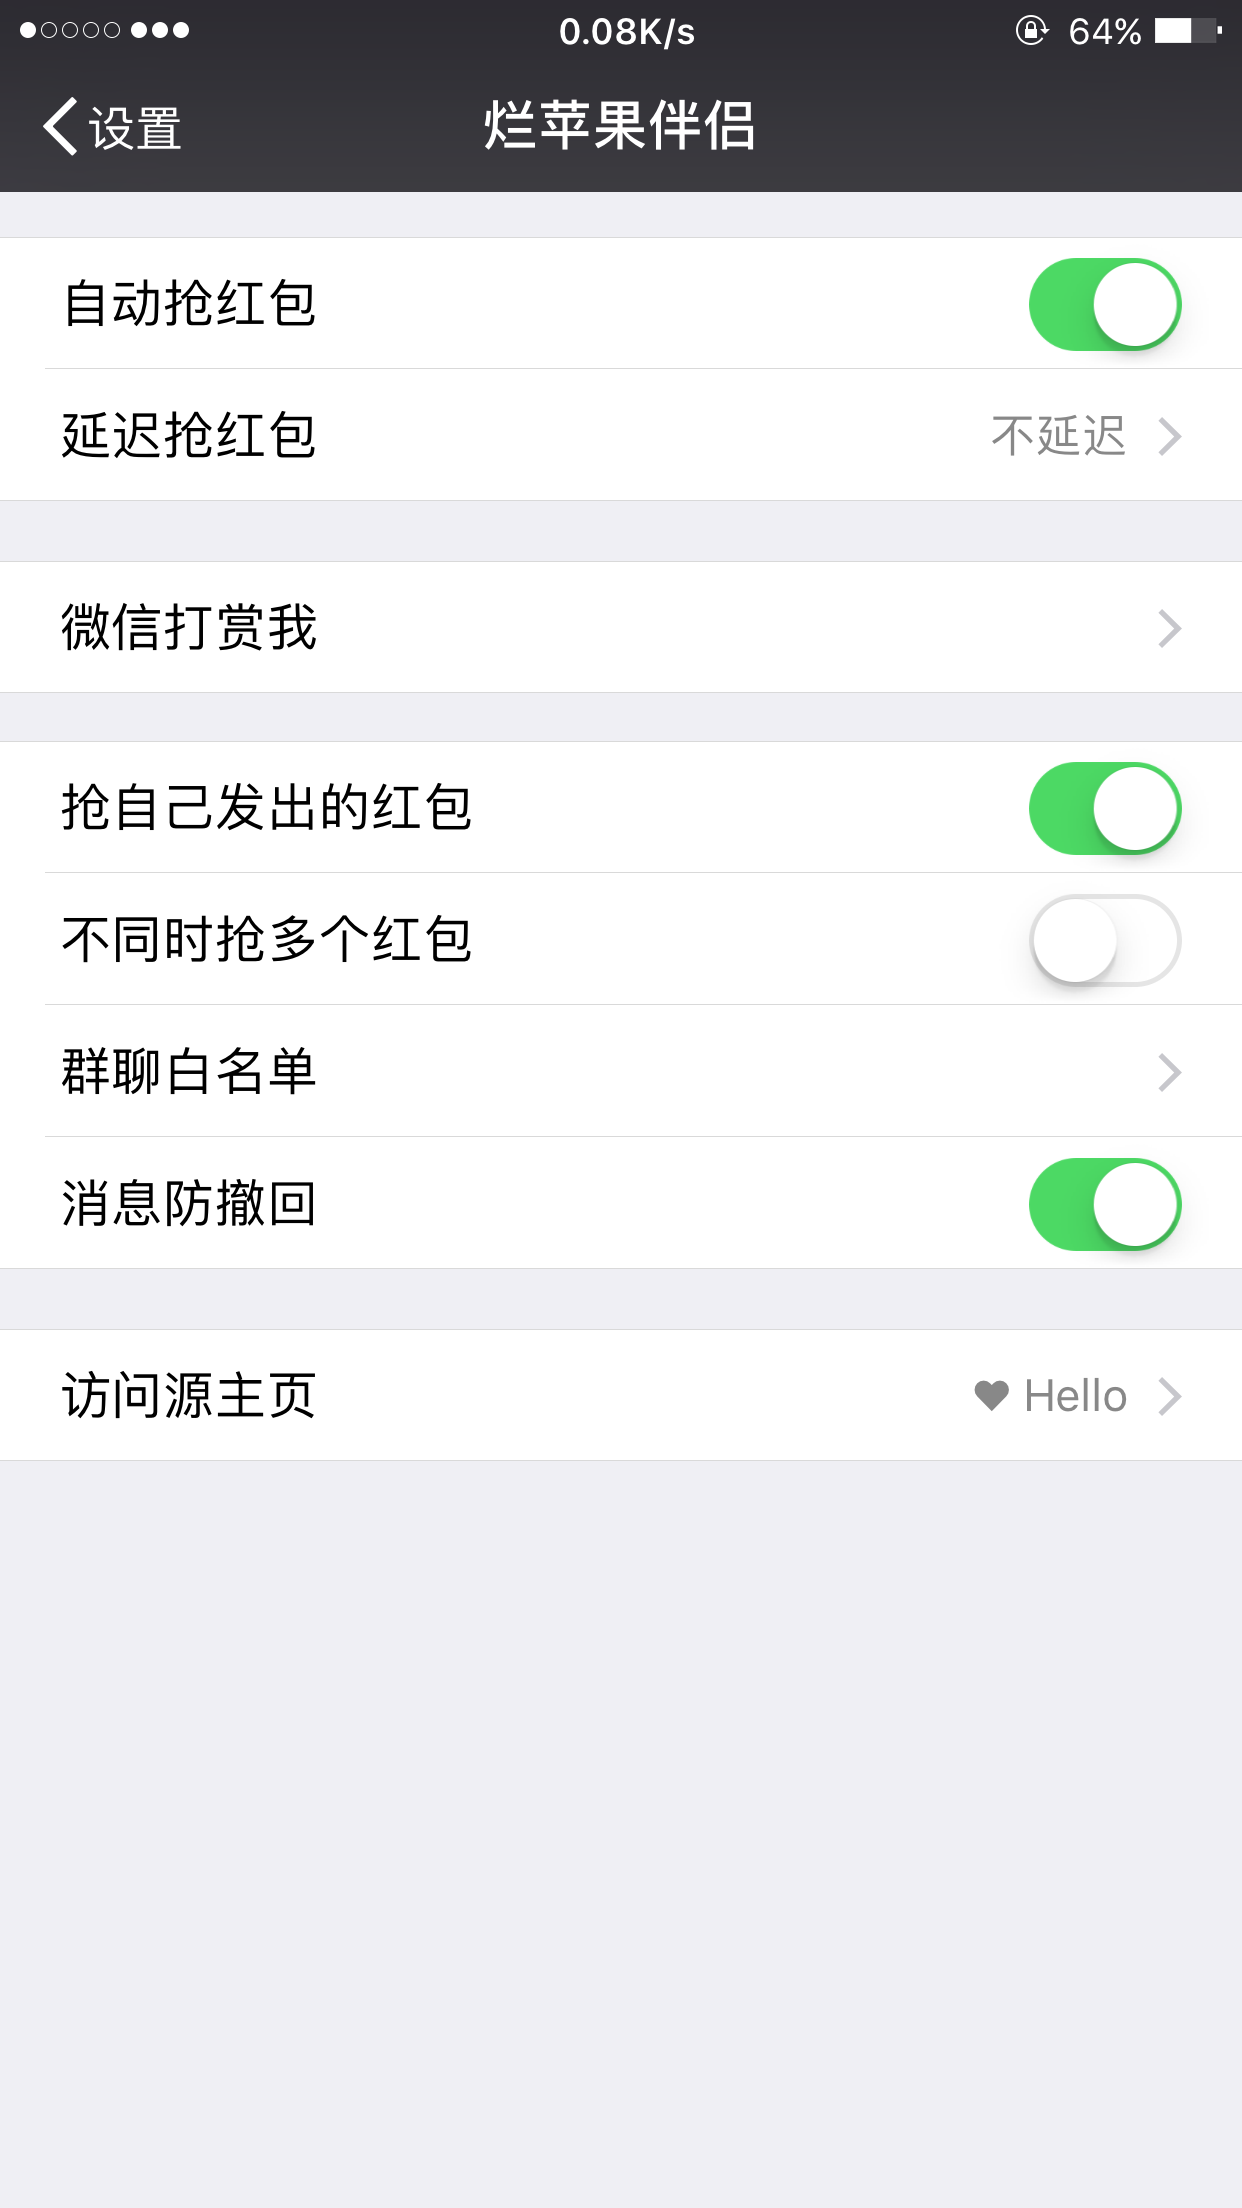 0.08K/s
64%
设置
烂苹果伴侣
自动抢红包
延迟抢红包 不延迟
微信打赏我
抢自己发出的红包
不同时抢多个红包
群聊白名单
消息防撤回
访问源主页 ♥ Hello